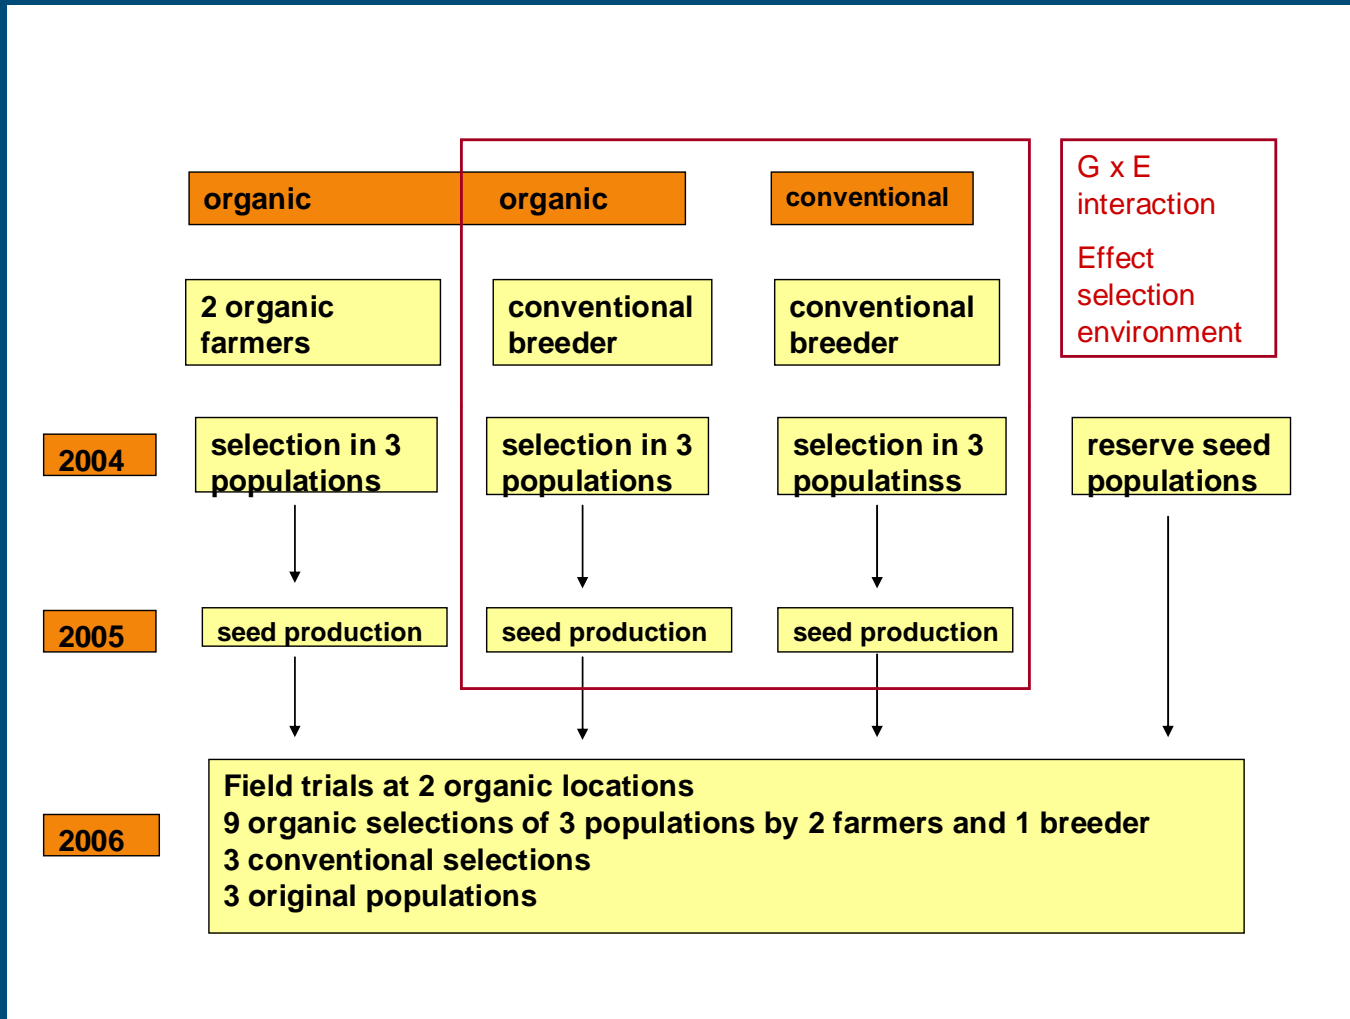 organic
organic
conventional
G x E
interaction
Effect
selection
environment
2 organic
farmers
conventional
breeder
conventional
breeder
2004
selection in 3
populations
selection in 3
populations
selection in 3
populatinss
reserve seed
populations
2005
seed production
seed production
seed production
2006
Field trials at 2 organic locations
9 organic selections of 3 populations by 2 farmers and 1 breeder
3 conventional selections
3 original populations